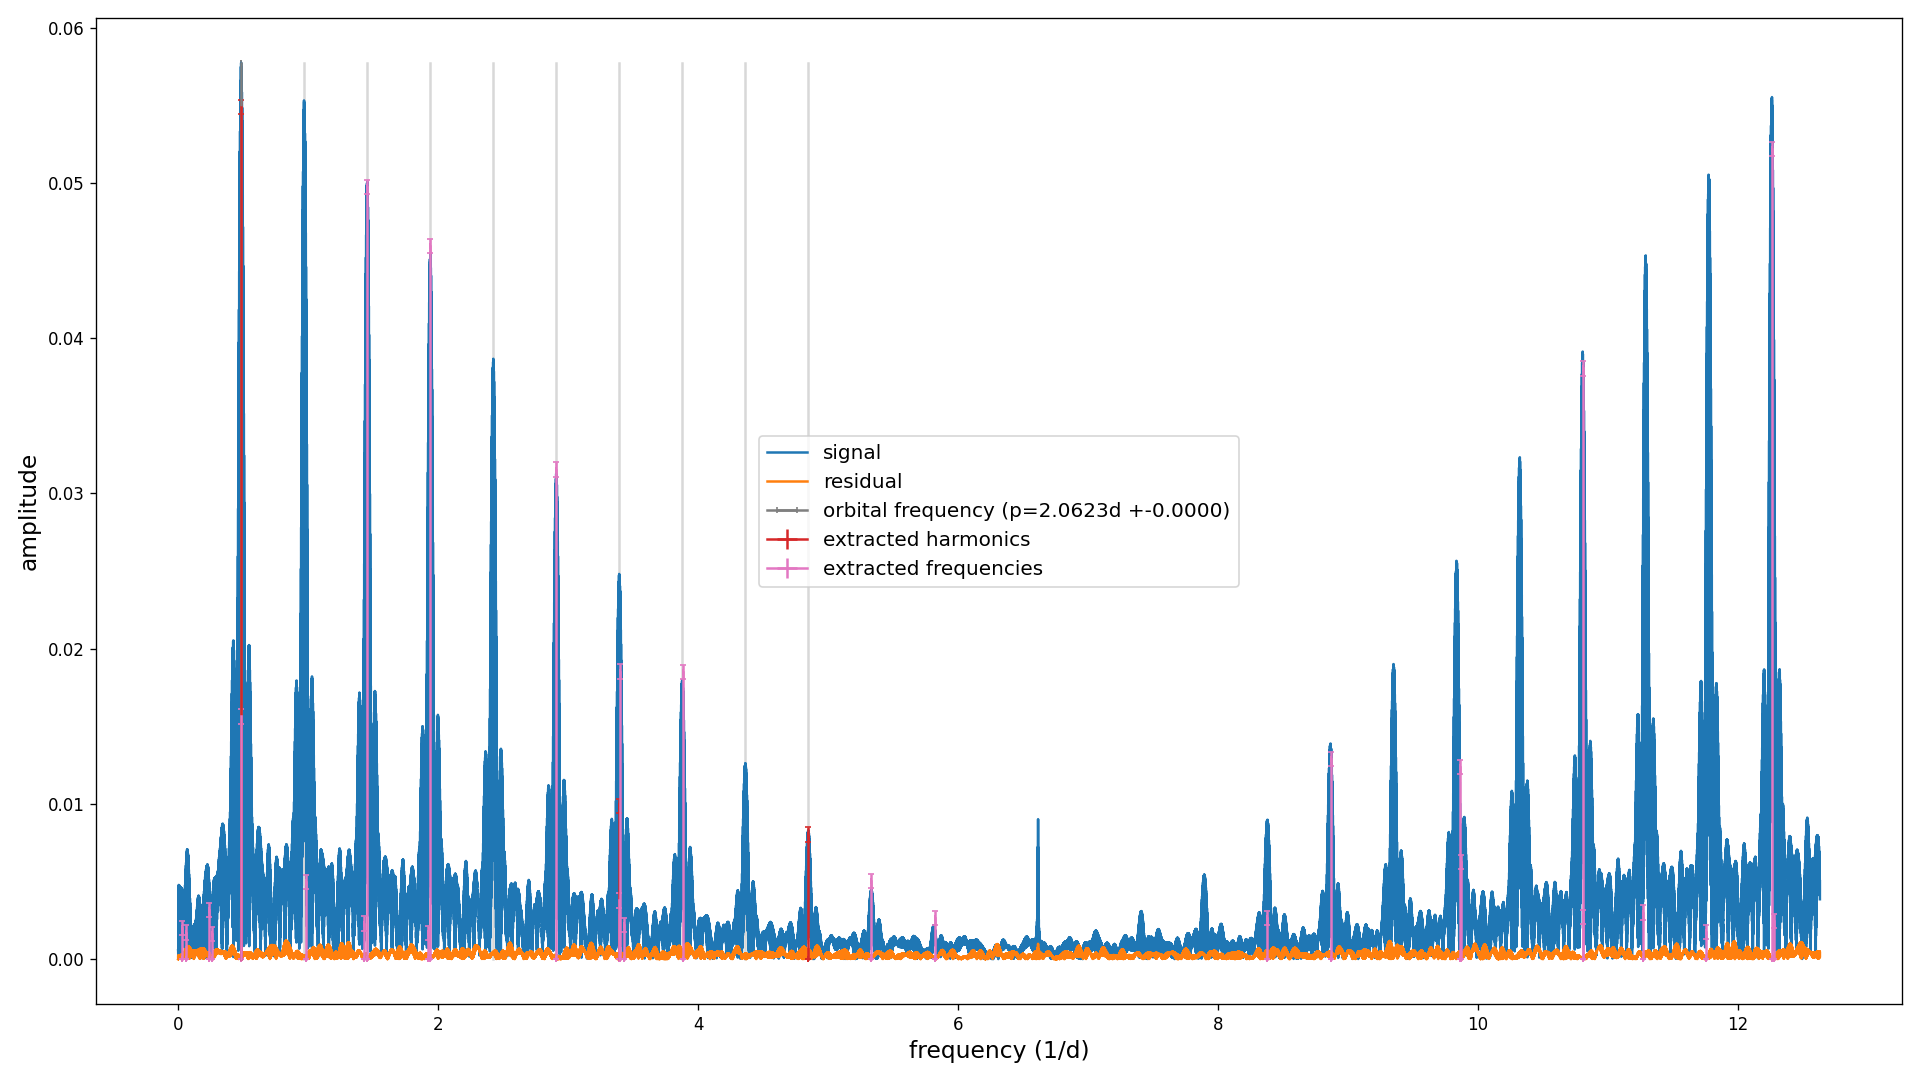 0.06
0.05
0.04
0.03
0.02
0.01
0.00
amplitude
signal
residual
orbital frequency (p=2.0623d +-0.0000)
extracted harmonics
extracted frequencies
0 2 4 6 8 10 12
frequency (1/d)